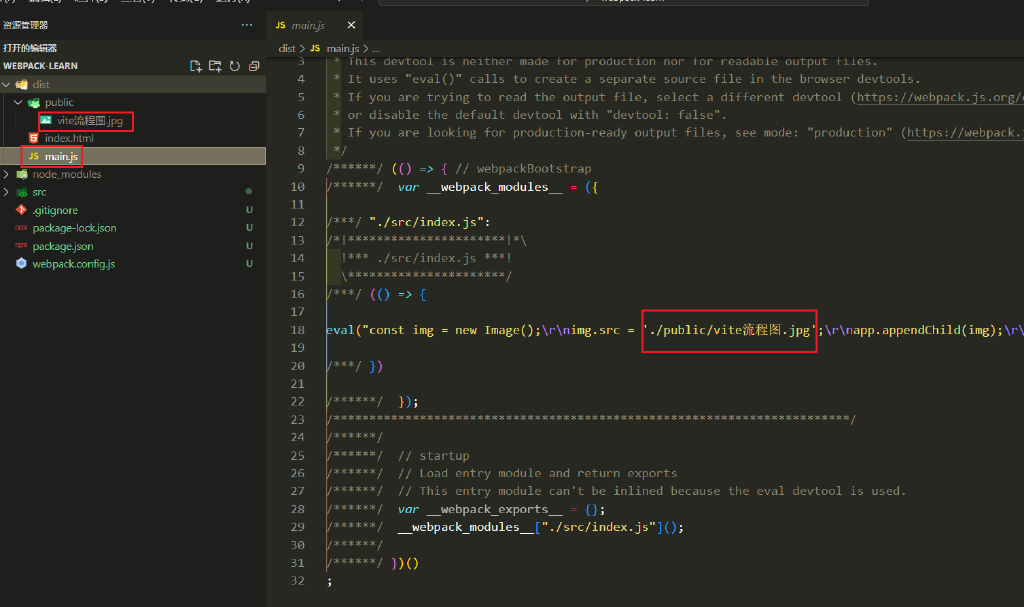 资源管理器
打开的编辑器
WEBPACK-LEARN
dist
public
vite流程图.jpg
index.html
JS main.js
node_modules
src
.gitignore U
package-lock.json U
package.json U
webpack.config.js U
JS main.js
dist > JS main.js > ...
3 * This devtool is neither made for production nor for readable output files.
4 * It uses "eval()" calls to create a separate source file in the browser devtools.
5 * If you are trying to read the output file, select a different devtool (https://webpack.js.org/
6 * or disable the default devtool with "devtool: false".
7 * If you are looking for production-ready output files, see mode: "production" (https://webpack.
8 */
9 /******/ (() => { // webpackBootstrap
10 /******/ var __webpack_modules__ = ({
11
12 /***/ "./src/index.js":
13 /*!**********************!*\
14 !*** ./src/index.js ***!
15 \**********************/
16 /***/ (() => {
17
18 eval("const img = new Image();\r\nimg.src = './public/vite流程图.jpg';\r\napp.appendChild(img);\r\
19
20 /***/ })
21
22 /******/ });
23 /************************************************************************/
24 /******/
25 /******/ // startup
26 /******/ // Load entry module and return exports
27 /******/ // This entry module can't be inlined because the eval devtool is used.
28 /******/ var __webpack_exports__ = {};
29 /******/ __webpack_modules__["./src/index.js"]();
30 /******/
31 /******/ })()
32 ;